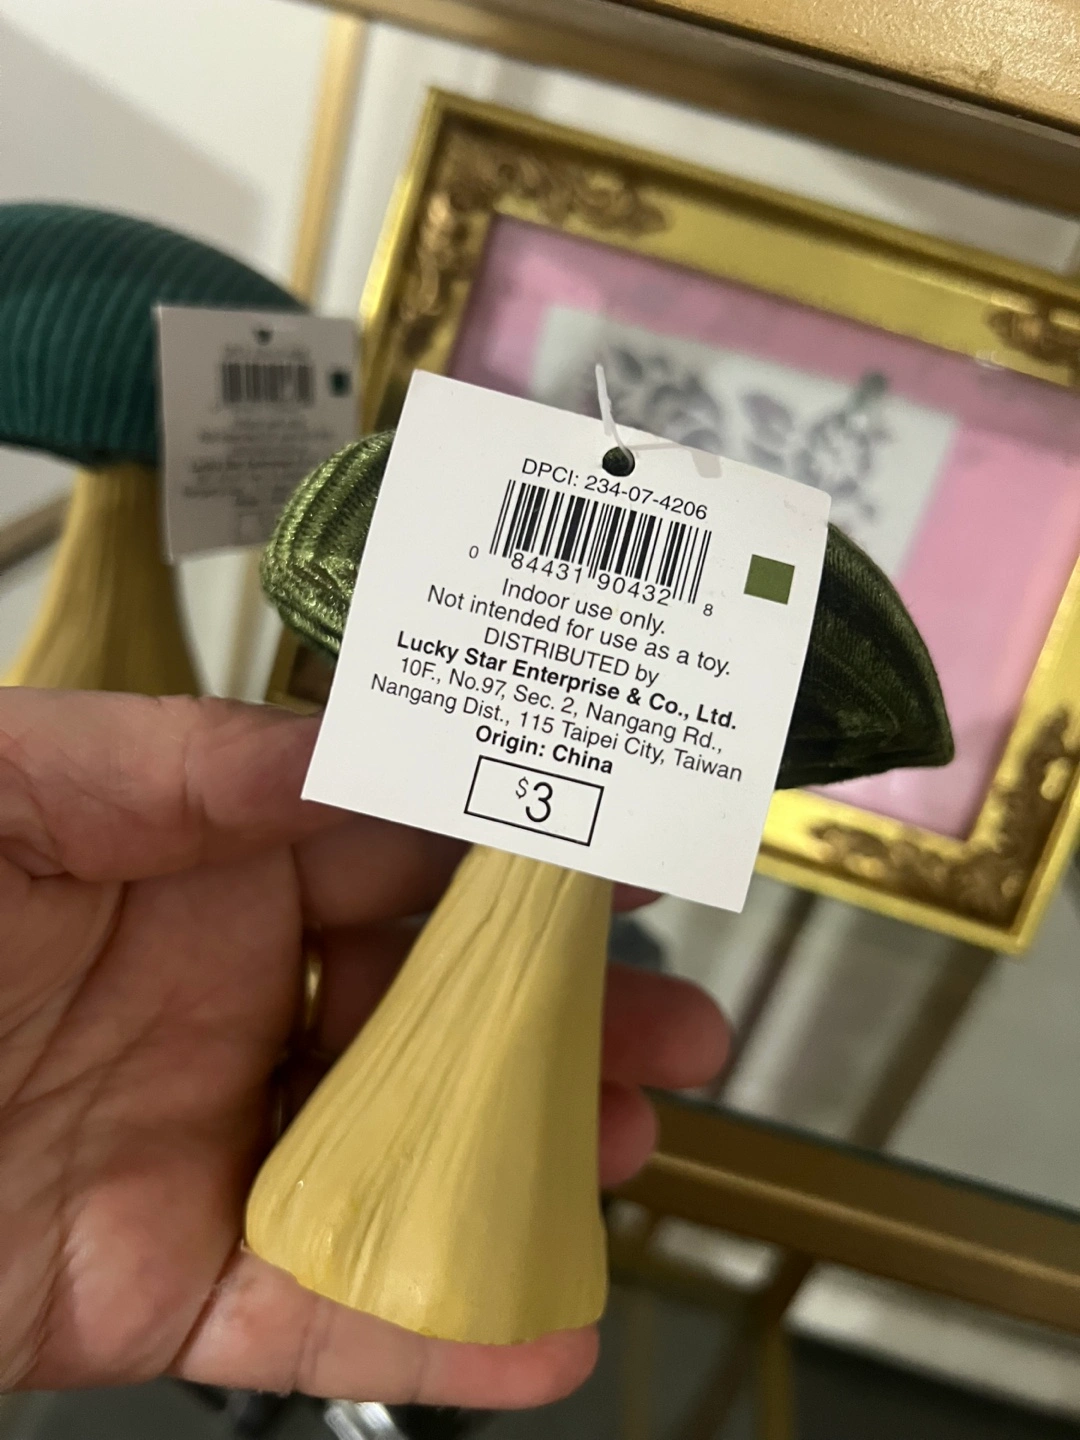 DPCI: 234-07-4206
0 84431 90432 8
Indoor use only.
Not intended for use as a toy.
DISTRIBUTED by
Lucky Star Enterprise & Co., Ltd.
10F., No.97, Sec. 2, Nangang Rd.,
Nangang Dist., 115 Taipei City, Taiwan
Origin: China
$3